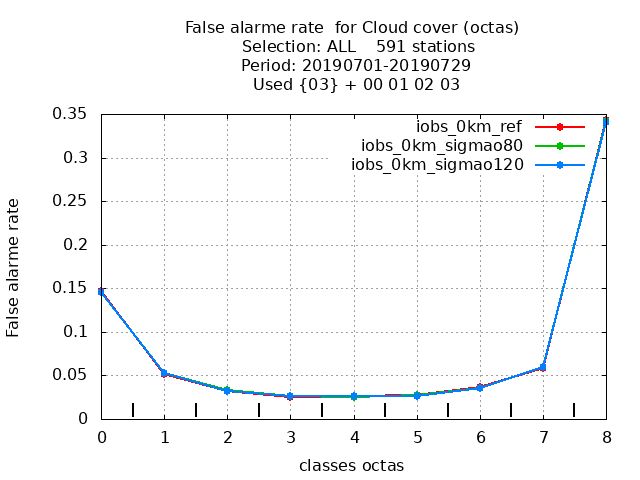 False alarme rate  for Cloud cover (octas)
Selection: ALL    591 stations
Period: 20190701-20190729
Used {03} + 00 01 02 03
iobs_0km_ref
iobs_0km_sigmao80
iobs_0km_sigmao120
False alarme rate
0.35
0.3
0.25
0.2
0.15
0.1
0.05
0
0 1 2 3 4 5 6 7 8
classes octas